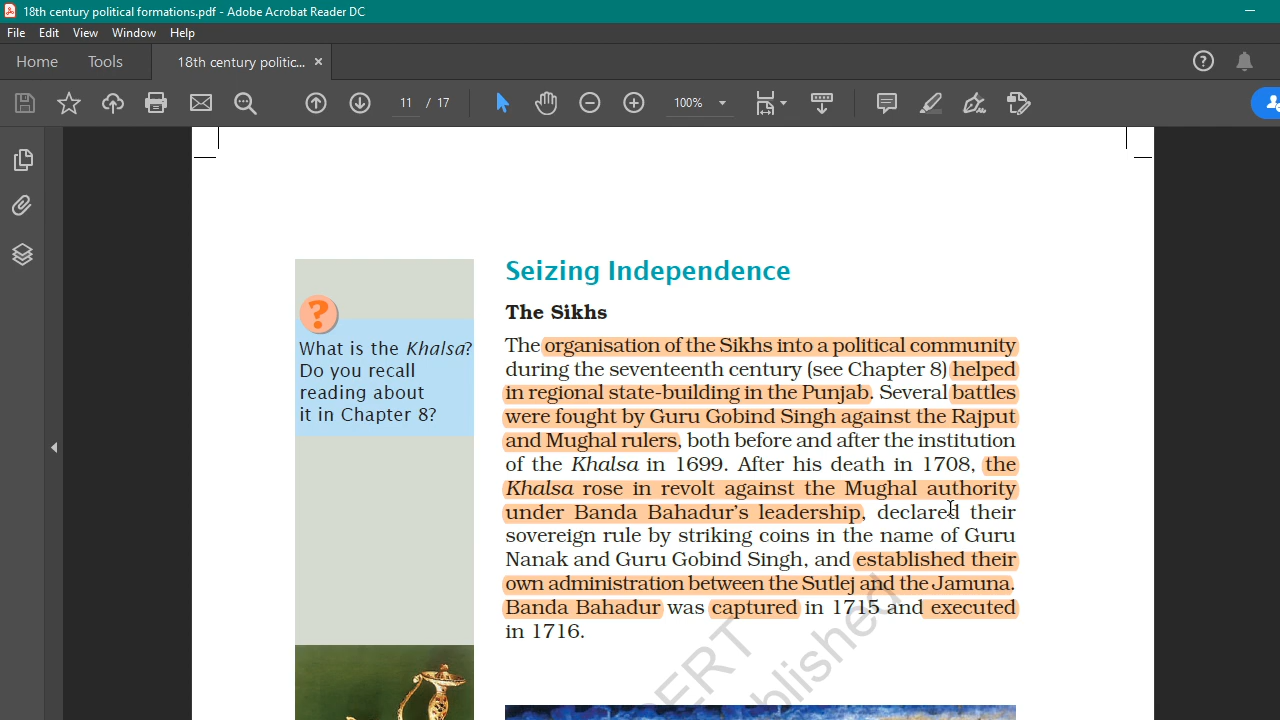 18th century political formations.pdf - Adobe Acrobat Reader DC
File Edit View Window Help
Home Tools 18th century politic... ×
11 / 17 100%
Seizing Independence
The Sikhs
The organisation of the Sikhs into a political community
during the seventeenth century (see Chapter 8) helped
in regional state-building in the Punjab. Several battles
were fought by Guru Gobind Singh against the Rajput
and Mughal rulers, both before and after the institution
of the Khalsa in 1699. After his death in 1708, the
Khalsa rose in revolt against the Mughal authority
under Banda Bahadur’s leadership, declared their
sovereign rule by striking coins in the name of Guru
Nanak and Guru Gobind Singh, and established their
own administration between the Sutlej and the Jamuna.
Banda Bahadur was captured in 1715 and executed
in 1716.
?
What is the Khalsa?
Do you recall
reading about
it in Chapter 8?